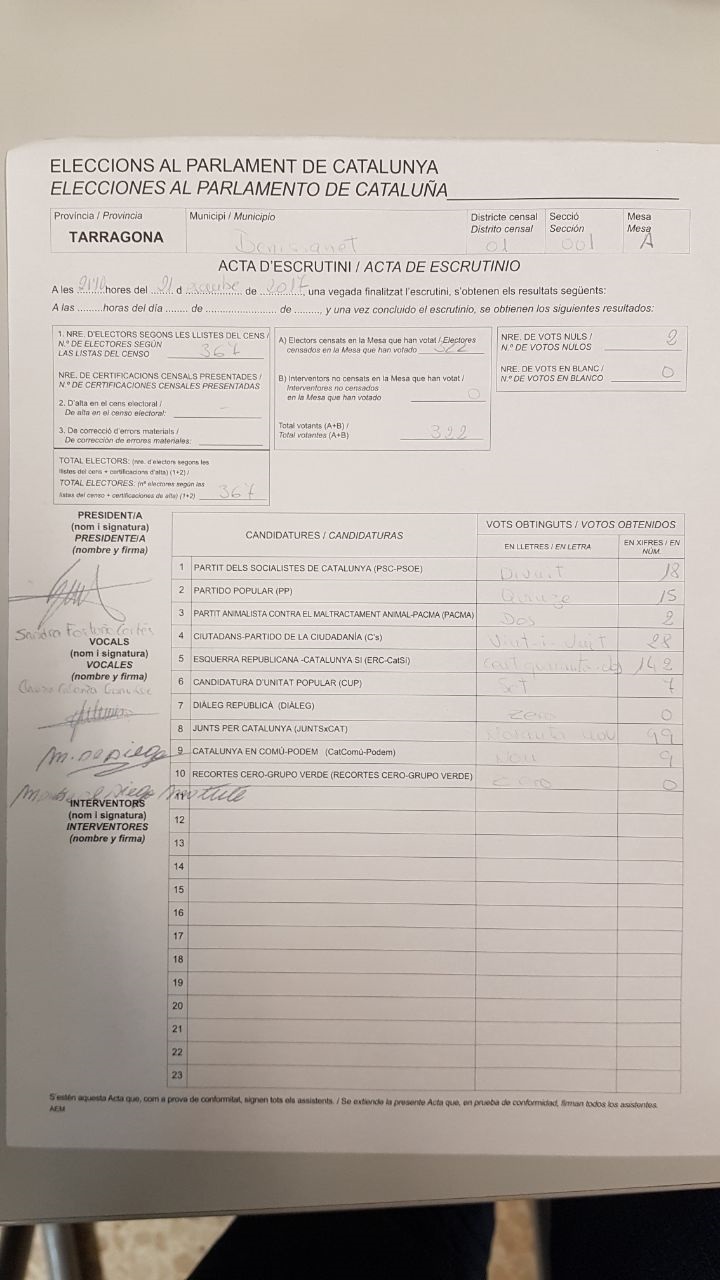 ELECCIONS AL PARLAMENT DE CATALUNYA
ELECCIONES AL PARLAMENTO DE CATALUÑA
Província / Provincia
TARRAGONA
Municipi / Municipio
Benissanet
Districte censal
Distrito censal
01
Secció
Sección
001
Mesa
Mesa
A
ACTA D'ESCRUTINI / ACTA DE ESCRUTINIO
A les ........hores del 21 d ............... de 2017, una vegada finalitzat l'escrutini, s'obtenen els resultats següents:
A las .........horas del día ....... de ........................ de ........., y una vez concluido el escrutinio, se obtienen los siguientes resultados:
1. NRE. D'ELECTORS SEGONS LES LLISTES DEL CENS /
N.º DE ELECTORES SEGÚN
LAS LISTAS DEL CENSO 367
NRE. DE CERTIFICACIONS CENSALS PRESENTADES /
N.º DE CERTIFICACIONES CENSALES PRESENTADAS
2. D'alta en el cens electoral /
De alta en el censo electoral: -
3. De correcció d'errors materials /
De corrección de errores materiales:
TOTAL ELECTORS: (nre. d'electors segons les
llistes del cens + certificacions d'alta) (1+2) /
TOTAL ELECTORES: (nº electores según las
listas del censo + certificaciones de alta) (1+2) 367
A) Electors censats en la Mesa que han votat / Electores
censados en la Mesa que han votado 322
B) Interventors no censats en la Mesa que han votat /
Interventores no censados
en la Mesa que han votado 0
Total votants (A+B) /
Total votantes (A+B) 322
NRE. DE VOTS NULS /
N.º DE VOTOS NULOS 2
NRE. DE VOTS EN BLANC /
N.º DE VOTOS EN BLANCO 0
PRESIDENT/A
(nom i signatura)
PRESIDENTE/A
(nombre y firma)
Sandra Fortuño Cortés
VOCALS
(nom i signatura)
VOCALES
(nombre y firma)
M. De Diego
INTERVENTORS
(nom i signatura)
INTERVENTORES
(nombre y firma)
CANDIDATURES / CANDIDATURAS
VOTS OBTINGUTS / VOTOS OBTENIDOS
EN LLETRES / EN LETRA
EN XIFRES / EN NÚM.
1 PARTIT DELS SOCIALISTES DE CATALUNYA (PSC-PSOE) Divuit 18
2 PARTIDO POPULAR (PP) Quinze 15
3 PARTIT ANIMALISTA CONTRA EL MALTRACTAMENT ANIMAL-PACMA (PACMA) Dos 2
4 CIUTADANS-PARTIDO DE LA CIUDADANÍA (C's) Vint-i-vuit 28
5 ESQUERRA REPUBLICANA -CATALUNYA SI (ERC-CatSí) 142
6 CANDIDATURA D'UNITAT POPULAR (CUP) Set 7
7 DIÀLEG REPUBLICÀ (DIÀLEG) Zero 0
8 JUNTS PER CATALUNYA (JUNTSxCAT) Noranta nou 99
9 CATALUNYA EN COMÚ-PODEM (CatComú-Podem) Nou 9
10 RECORTES CERO-GRUPO VERDE (RECORTES CERO-GRUPO VERDE) Zero 0
11
12
13
14
15
16
17
18
19
20
21
22
23
S'estén aquesta Acta que, com a prova de conformitat, signen tots els assistents. / Se extiende la presente Acta que, en prueba de conformidad, firman todos los asistentes.
AEM